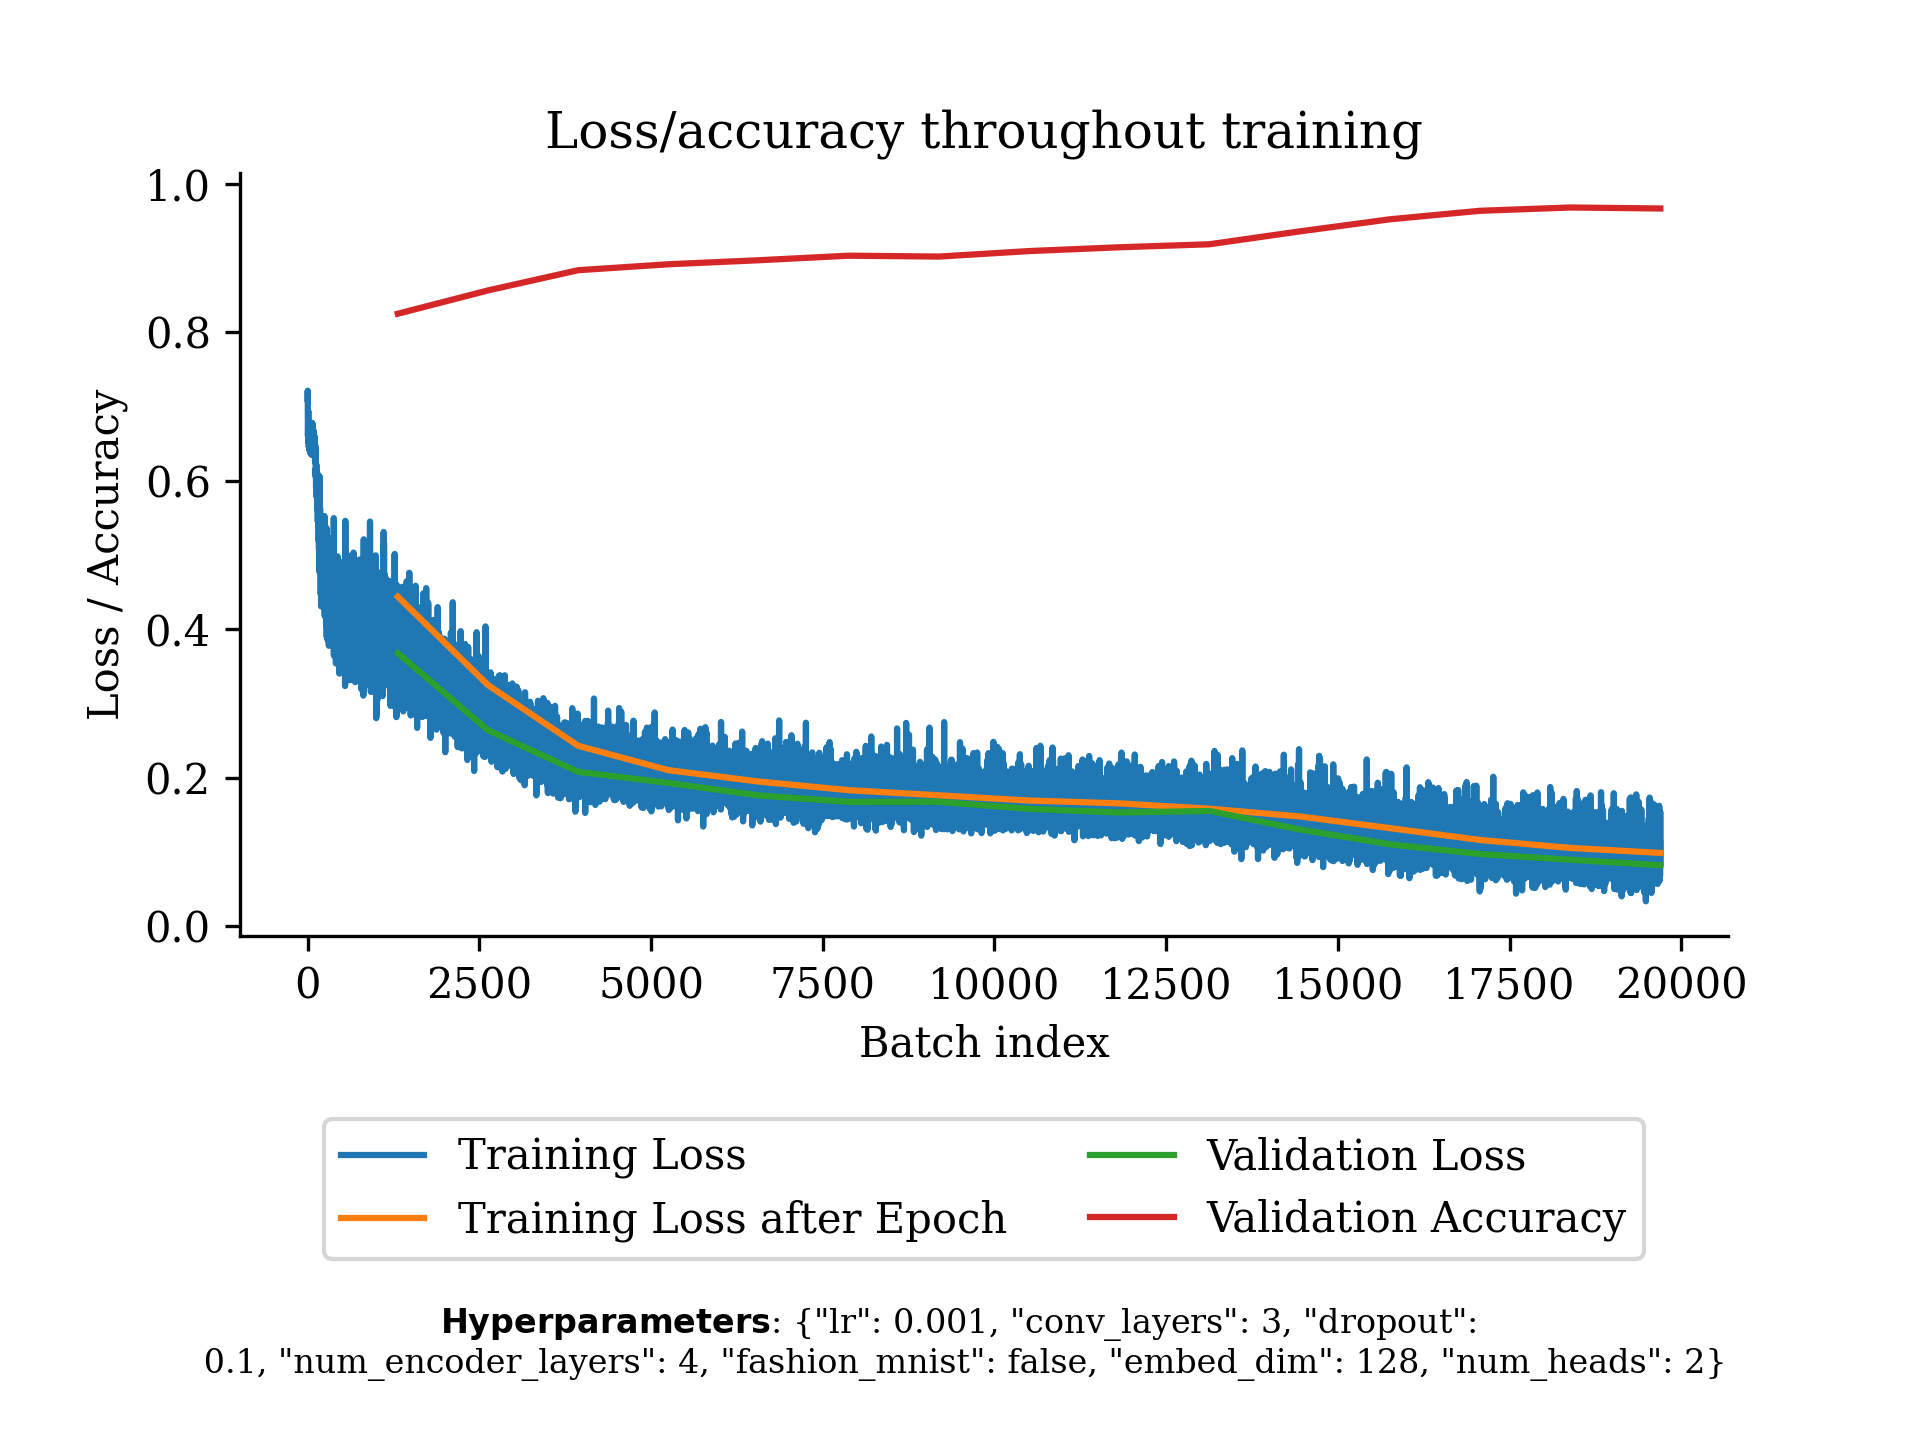 Loss/accuracy throughout training
1.0
0.8
0.6
0.4
0.2
0.0
Loss / Accuracy
0 2500 5000 7500 10000 12500 15000 17500 20000
Batch index
Training Loss
Training Loss after Epoch
Validation Loss
Validation Accuracy
Hyperparameters: {"lr": 0.001, "conv_layers": 3, "dropout":
0.1, "num_encoder_layers": 4, "fashion_mnist": false, "embed_dim": 128, "num_heads": 2}